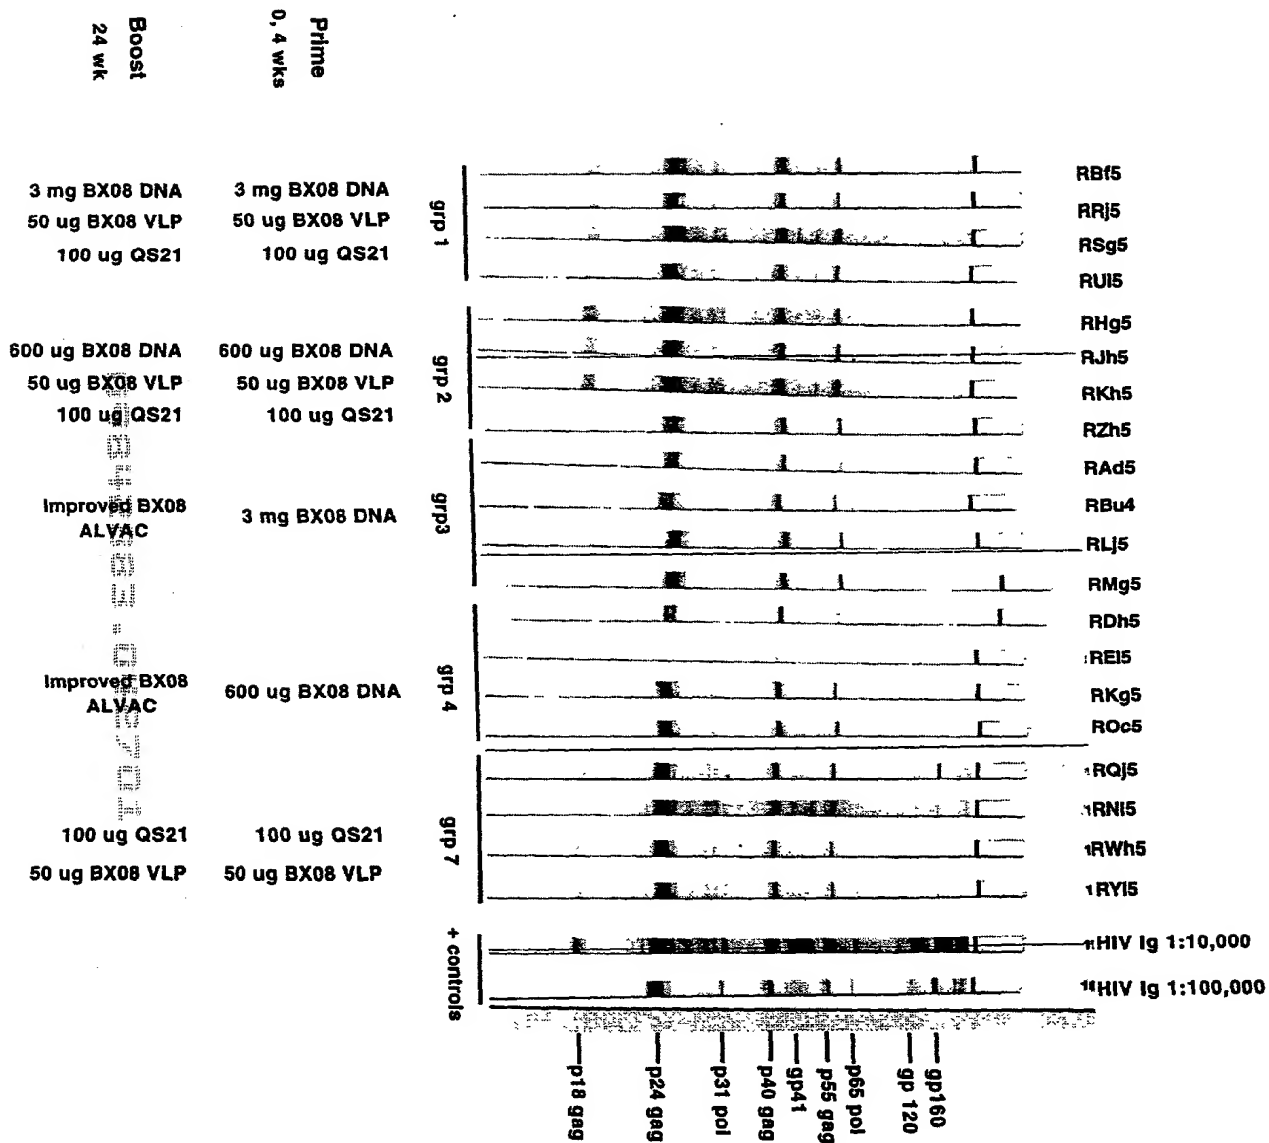 Prime
0, 4 wks
Boost
24 wk
3 mg BX08 DNA 3 mg BX08 DNA
50 ug BX08 VLP 50 ug BX08 VLP
100 ug QS21 100 ug QS21
grp 1
RBf5
RRj5
RSg5
RUl5
600 ug BX08 DNA 600 ug BX08 DNA
50 ug BX08 VLP 50 ug BX08 VLP
100 ug QS21 100 ug QS21
grp 2
RHg5
RJh5
RKh5
RZh5
Improved BX08
ALVAC
3 mg BX08 DNA
grp3
RAd5
RBu4
RLj5
RMg5
Improved BX08
ALVAC
600 ug BX08 DNA
grp 4
RDh5
REl5
RKg5
ROc5
100 ug QS21 100 ug QS21
50 ug BX08 VLP 50 ug BX08 VLP
grp 7
RQj5
RNl5
RWh5
RYl5
+ controls
HIV Ig 1:10,000
HIV Ig 1:100,000
p18 gag
p24 gag
p31 pol
p40 gag
gp41
p55 gag
p65 pol
gp 120
gp160